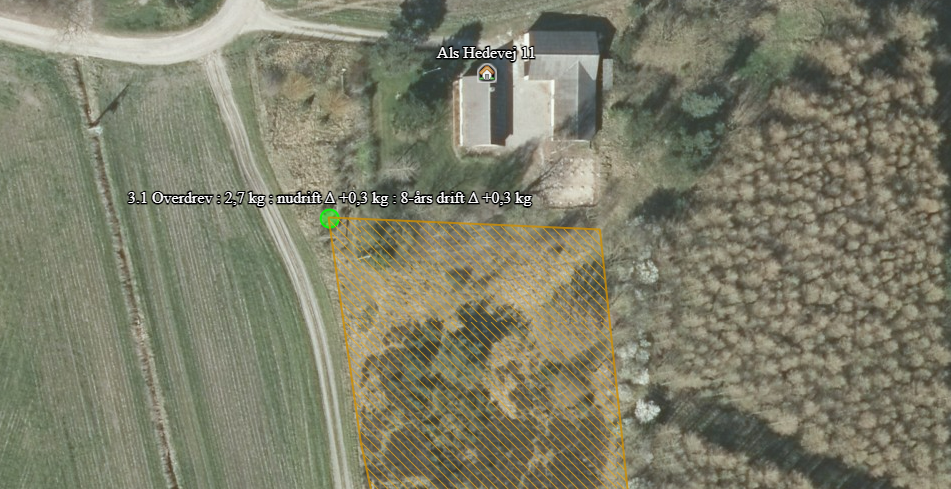 Als Hedevej 11
3.1 Overdrev : 2,7 kg : nudrift Δ +0,3 kg : 8-års drift Δ +0,3 kg